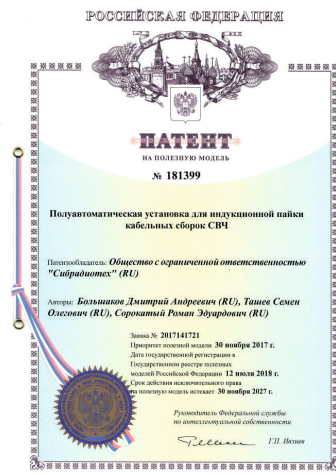 РОССИЙСКАЯ ФЕДЕРАЦИЯ
ПАТЕНТ
НА ПОЛЕЗНУЮ МОДЕЛЬ
№ 181399
Полуавтоматическая установка для индукционной пайки
кабельных сборок СВЧ
Патентообладатель: Общество с ограниченной ответственностью
"Сибрадиотех" (RU)
Авторы: Большаков Дмитрий Андреевич (RU), Ташев Семен
Олегович (RU), Сорокатый Роман Эдуардович (RU)
Заявка № 2017141721
Приоритет полезной модели 30 ноября 2017 г.
Дата государственной регистрации в
Государственном реестре полезных
моделей Российской Федерации 12 июля 2018 г.
Срок действия исключительного права
на полезную модель истекает 30 ноября 2027 г.
Руководитель Федеральной службы
по интеллектуальной собственности
Г.П. Ивлиев